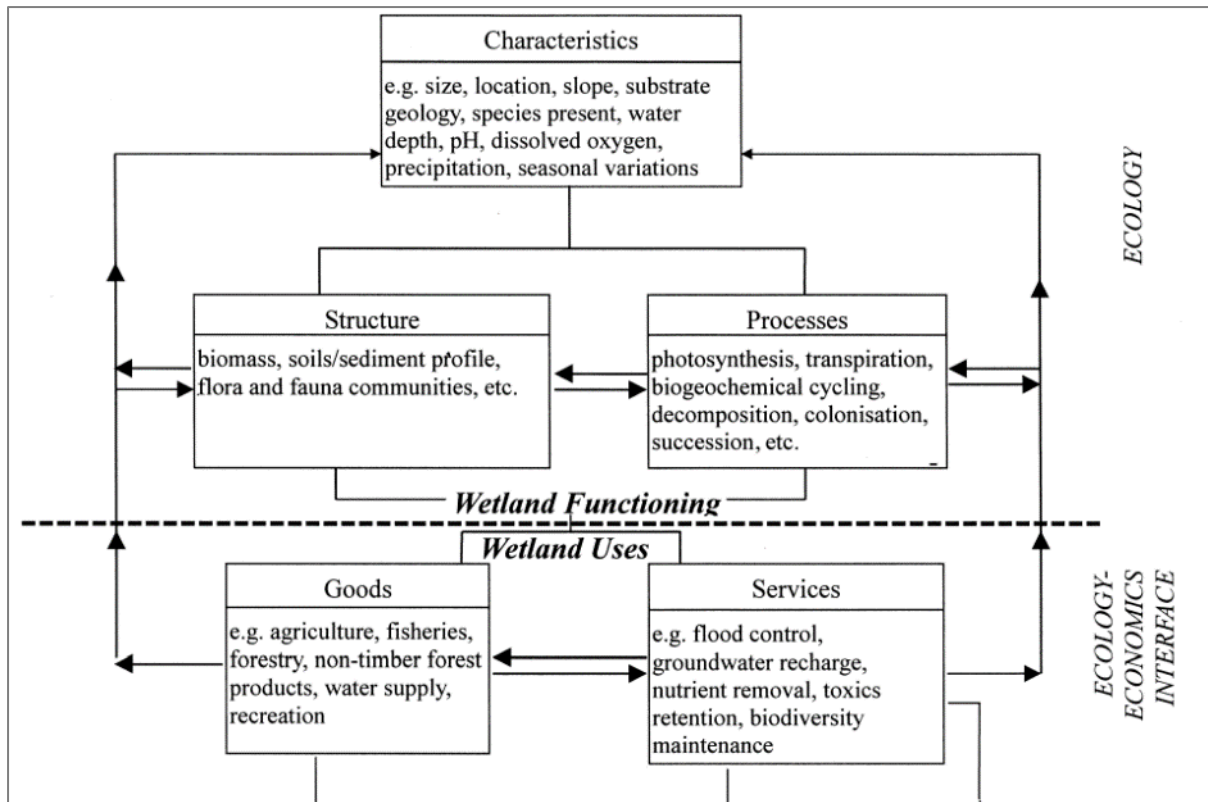 Characteristics
e.g. size, location, slope, substrate
geology, species present, water
depth, pH, dissolved oxygen,
precipitation, seasonal variations
ECOLOGY
Structure
biomass, soils/sediment profile,
flora and fauna communities, etc.
Processes
photosynthesis, transpiration,
biogeochemical cycling,
decomposition, colonisation,
succession, etc.
Wetland Functioning
Wetland Uses
Goods
e.g. agriculture, fisheries,
forestry, non-timber forest
products, water supply,
recreation
Services
e.g. flood control,
groundwater recharge,
nutrient removal, toxics
retention, biodiversity
maintenance
ECOLOGY-
ECONOMICS
INTERFACE